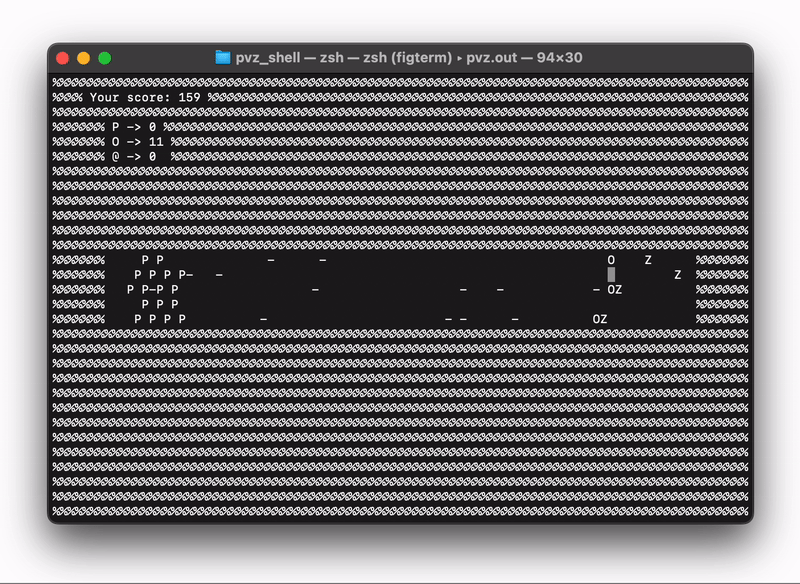 pvz_shell — zsh — zsh (figterm) ▸ pvz.out — 94×30
Your score: 159
P -> 0
O -> 11
@ -> 0
P P - - O Z
P P P P- - Z
P P-P P - - - - OZ
P P P
P P P P - - - - OZ